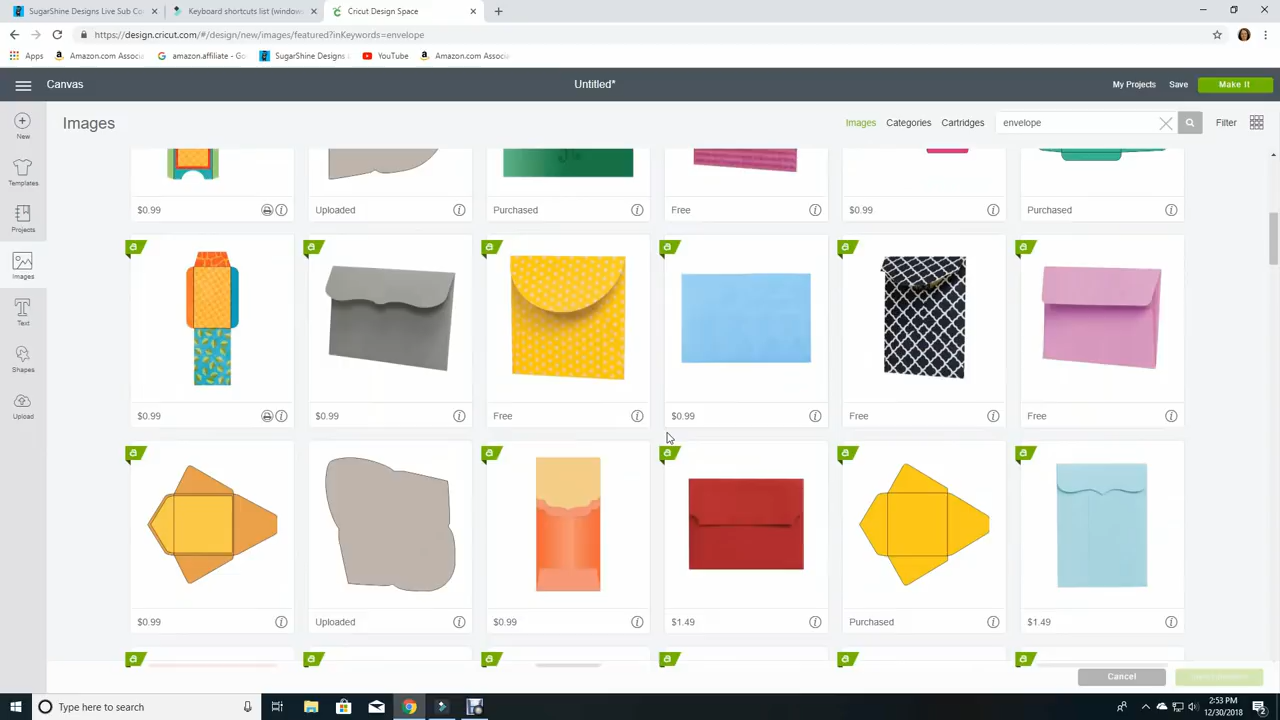 SugarShine Designs Live Sub Co
Keyboard shortcuts list (window
Cricut Design Space
https://design.cricut.com/#/design/new/images/featured?inKeywords=envelope
Apps
Amazon.com Associ
amazon.affiliate - Go
SugarShine Designs
YouTube
Amazon.com Associ
Canvas
Untitled*
My Projects
Save
Make It
New
Templates
Projects
Images
Text
Shapes
Upload
Images
Images
Categories
Cartridges
envelope
Filter
$0.99
Uploaded
Purchased
Free
$0.99
Purchased
$0.99
$0.99
Free
$0.99
Free
Free
$0.99
Uploaded
$0.99
$1.49
Purchased
$1.49
Cancel
Type here to search
2:53 PM
12/30/2018
2